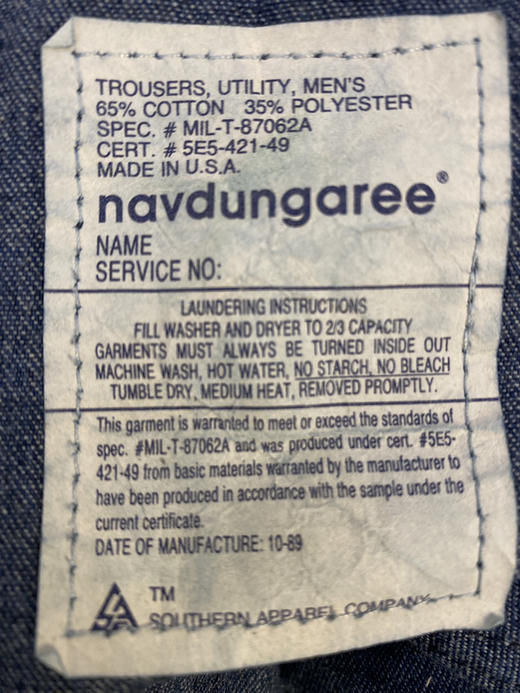 TROUSERS, UTILITY, MEN'S
65% COTTON 35% POLYESTER
SPEC. # MIL-T-87062A
CERT. # 5E5-421-49
MADE IN U.S.A.
navdungaree®
NAME
SERVICE NO:
LAUNDERING INSTRUCTIONS
FILL WASHER AND DRYER TO 2/3 CAPACITY
GARMENTS MUST ALWAYS BE TURNED INSIDE OUT
MACHINE WASH, HOT WATER, NO STARCH, NO BLEACH
TUMBLE DRY, MEDIUM HEAT, REMOVED PROMPTLY.
This garment is warranted to meet or exceed the standards of
spec. #MIL-T-87062A and was produced under cert. #5E5-
421-49 from basic materials warranted by the manufacturer to
have been produced in accordance with the sample under the
current certificate.
DATE OF MANUFACTURE: 10-89
SA TM
SOUTHERN APPAREL COMPANY